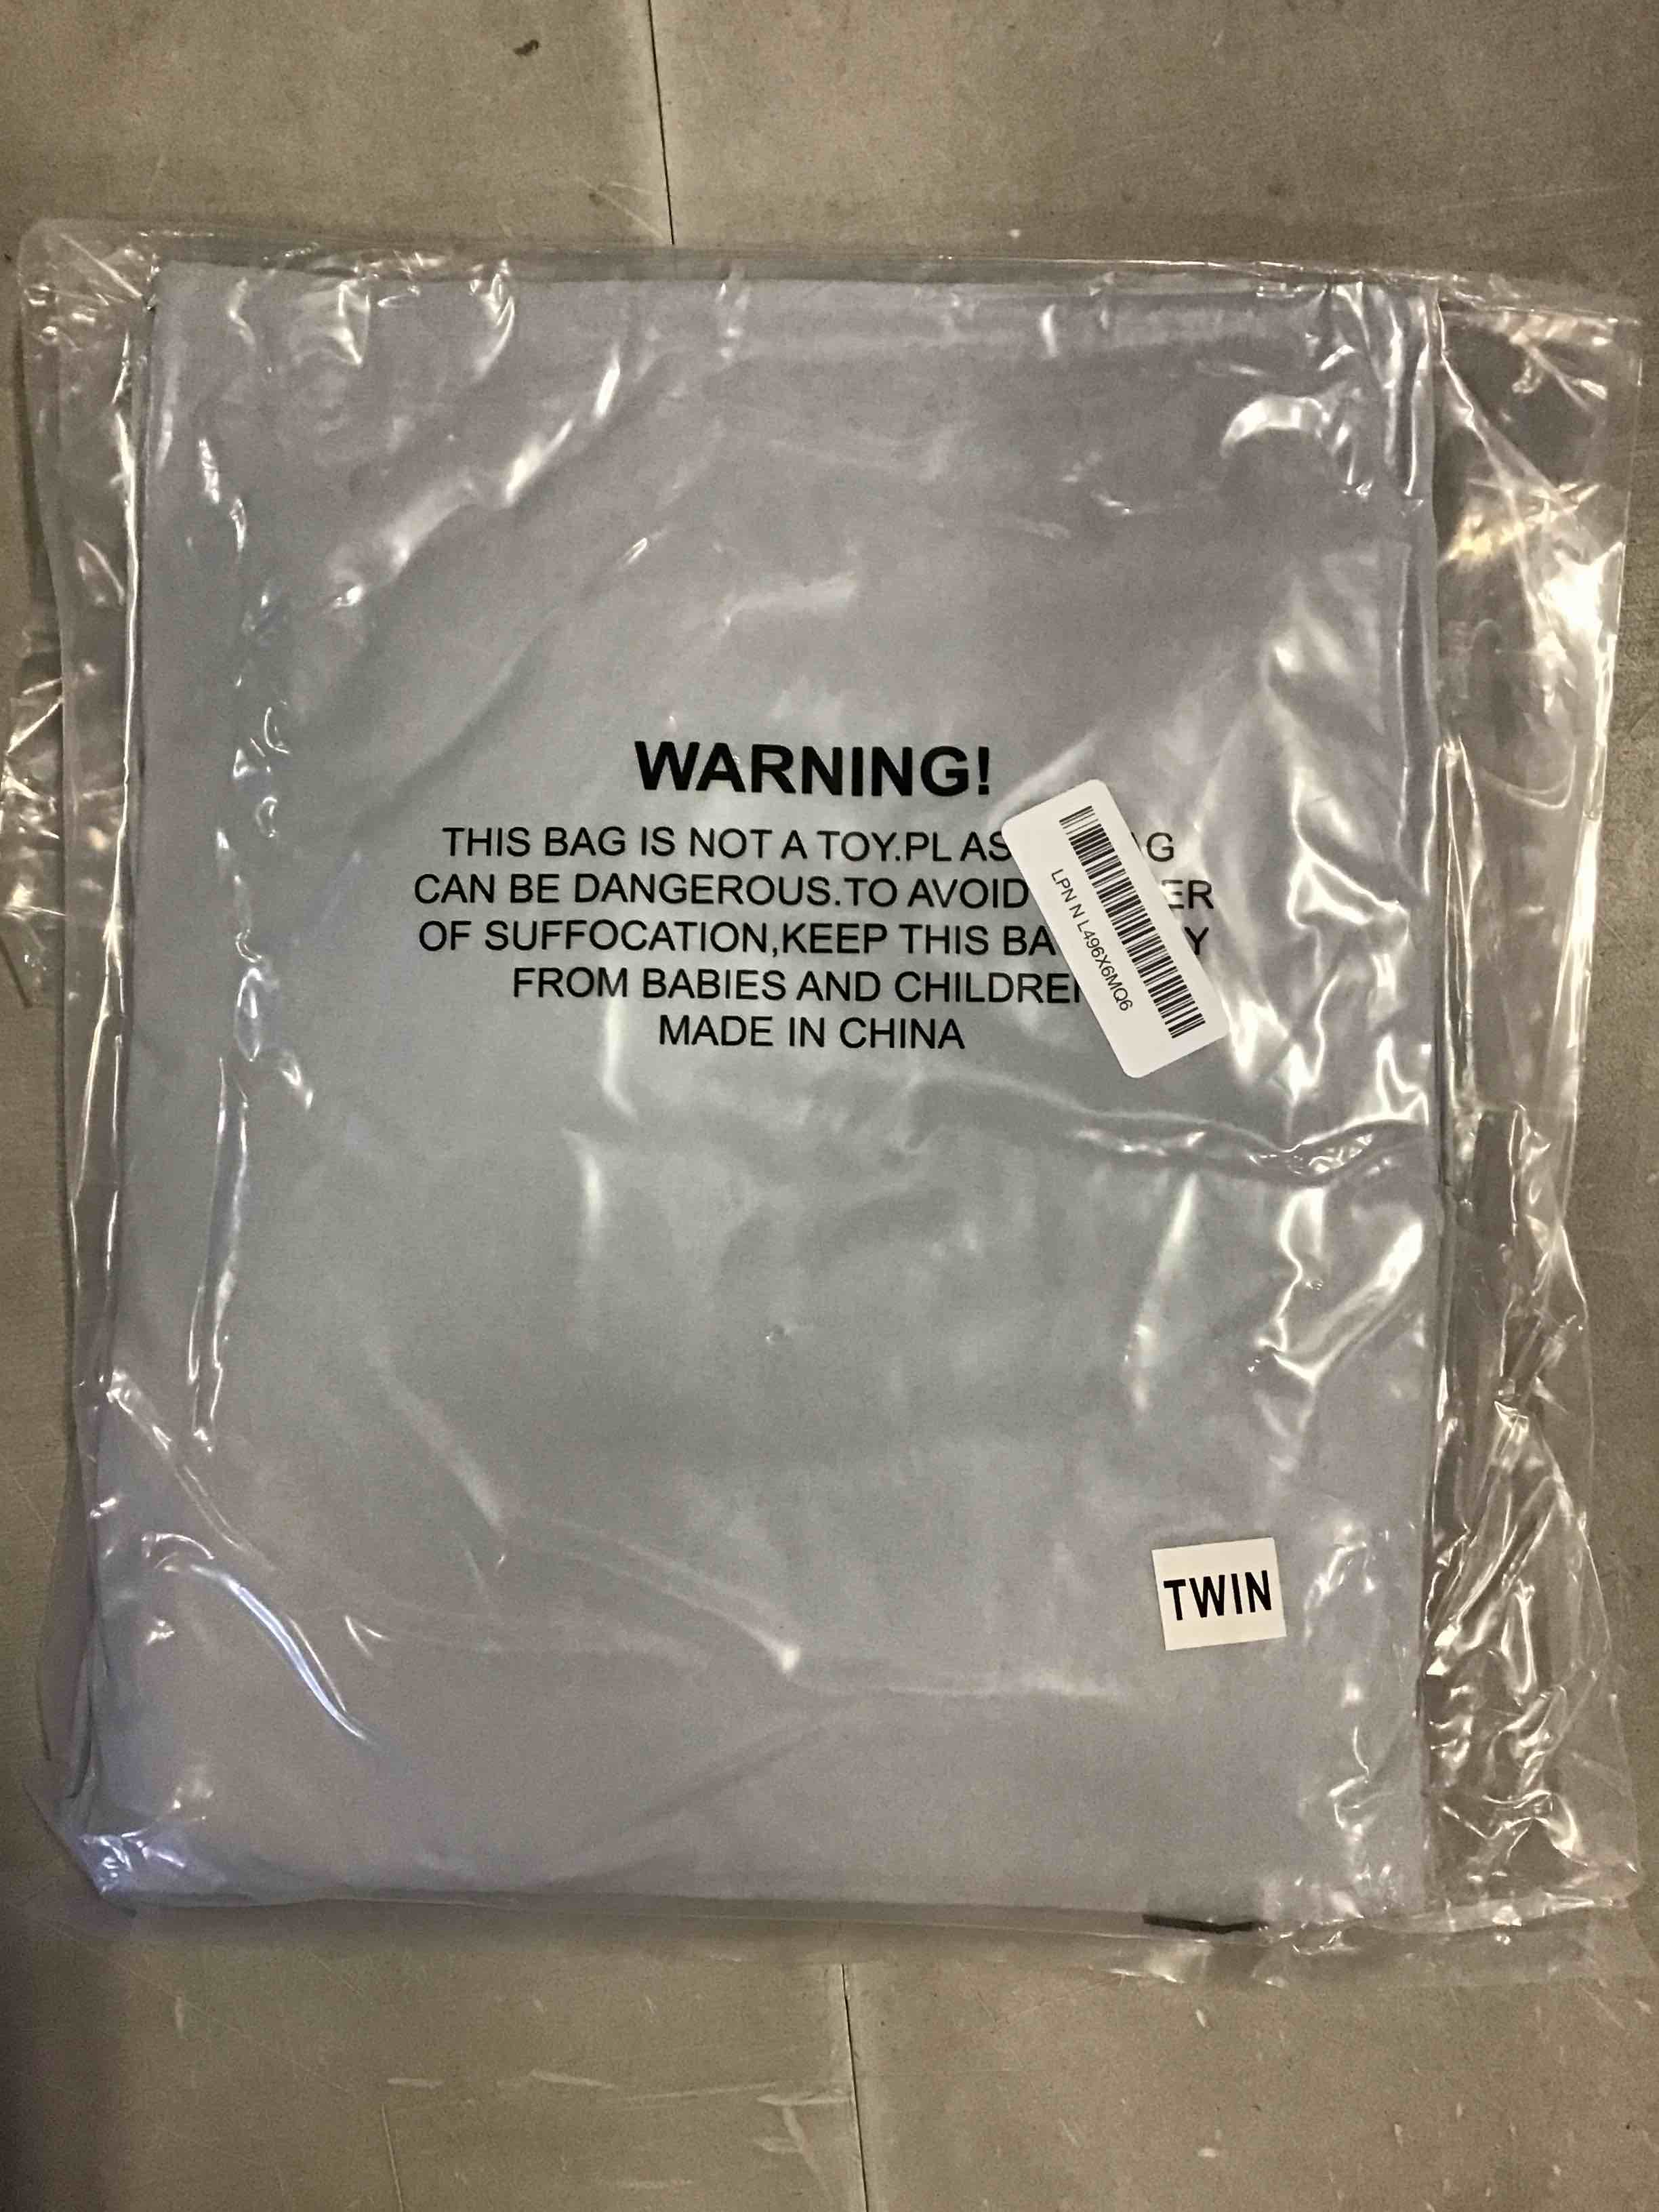 WARNING!
THIS BAG IS NOT A TOY.PL AS G
CAN BE DANGEROUS.TO AVOID ER
OF SUFFOCATION,KEEP THIS BA Y
FROM BABIES AND CHILDREN
MADE IN CHINA
LPN N L496X6MQ6
TWIN